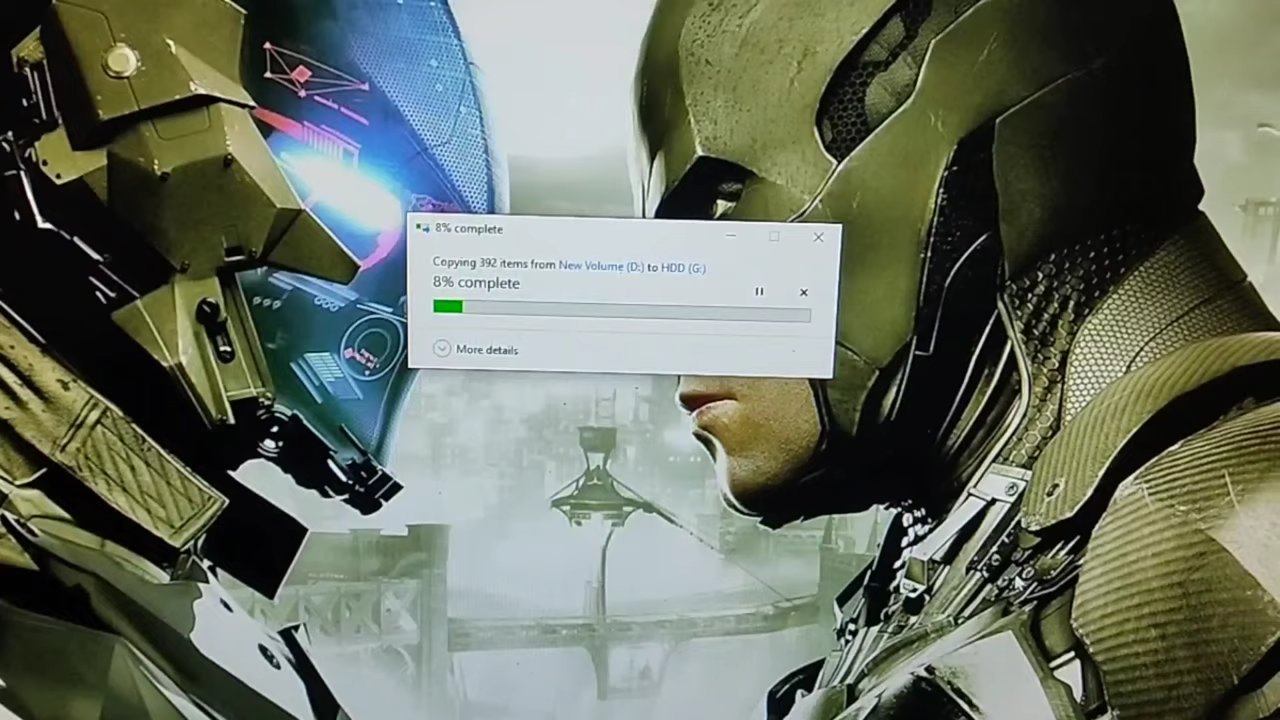 8% complete
Copying 392 items from New Volume (D:) to HDD (G:)
8% complete
More details